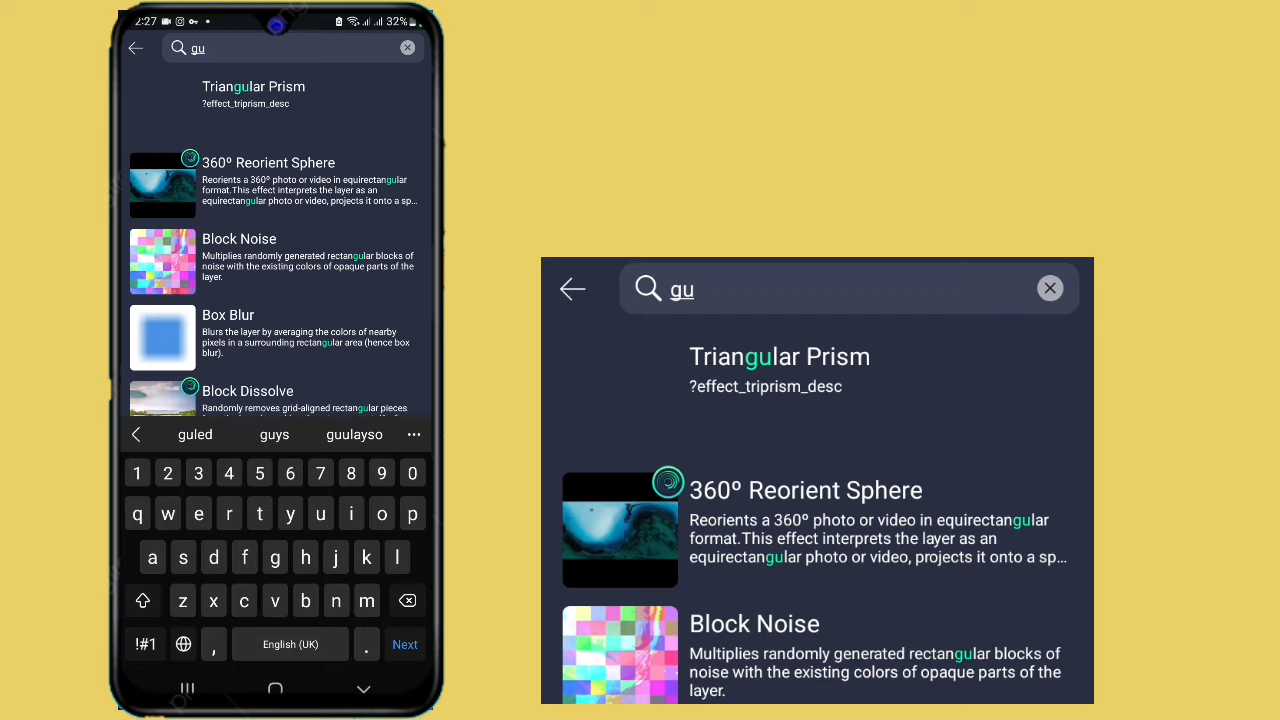 2:27
32%
gu
Triangular Prism
?effect_triprism_desc
360º Reorient Sphere
Reorients a 360º photo or video in equirectangular
format.This effect interprets the layer as an
equirectangular photo or video, projects it onto a sp...
Block Noise
Multiplies randomly generated rectangular blocks of
noise with the existing colors of opaque parts of the
layer.
Box Blur
Blurs the layer by averaging the colors of nearby
pixels in a surrounding rectangular area (hence box
blur).
Block Dissolve
Randomly removes grid-aligned rectangular pieces
guled guys guulayso ...
1 2 3 4 5 6 7 8 9 0
q w e r t y u i o p
a s d f g h j k l
z x c v b n m
!#1 , English (UK) . Next
gu
Triangular Prism
?effect_triprism_desc
360º Reorient Sphere
Reorients a 360º photo or video in equirectangular
format.This effect interprets the layer as an
equirectangular photo or video, projects it onto a sp...
Block Noise
Multiplies randomly generated rectangular blocks of
noise with the existing colors of opaque parts of the
layer.